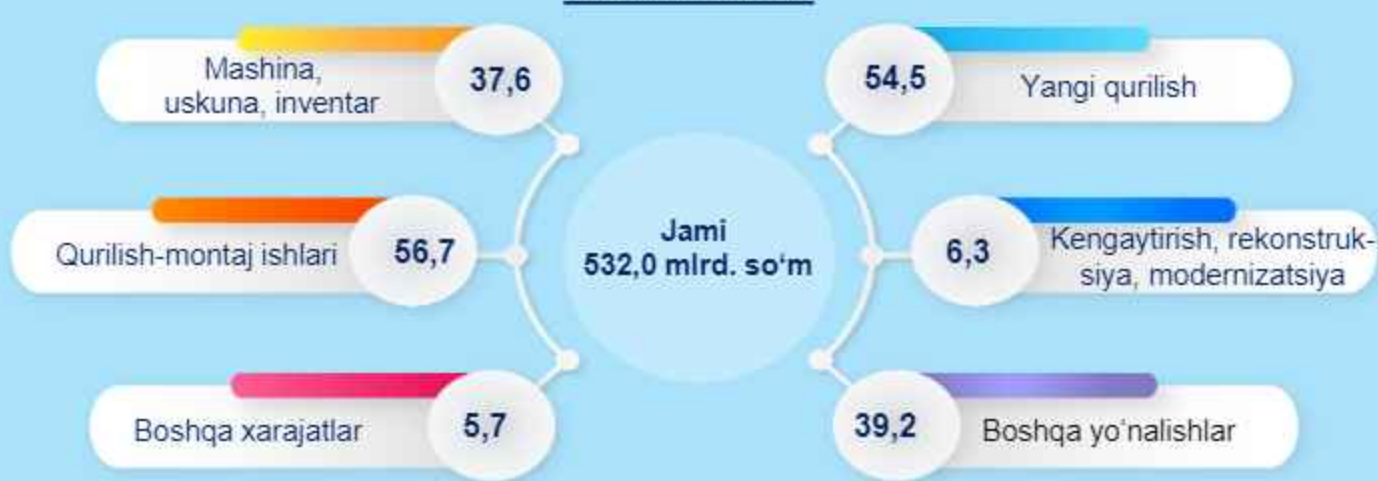 Mashina,
uskuna, inventar
37,6
54,5
Yangi qurilish
Qurilish-montaj ishlari
56,7
Jami
532,0 mlrd. so‘m
6,3
Kengaytirish, rekonstruk-
siya, modernizatsiya
Boshqa xarajatlar
5,7
39,2
Boshqa yo‘nalishlar